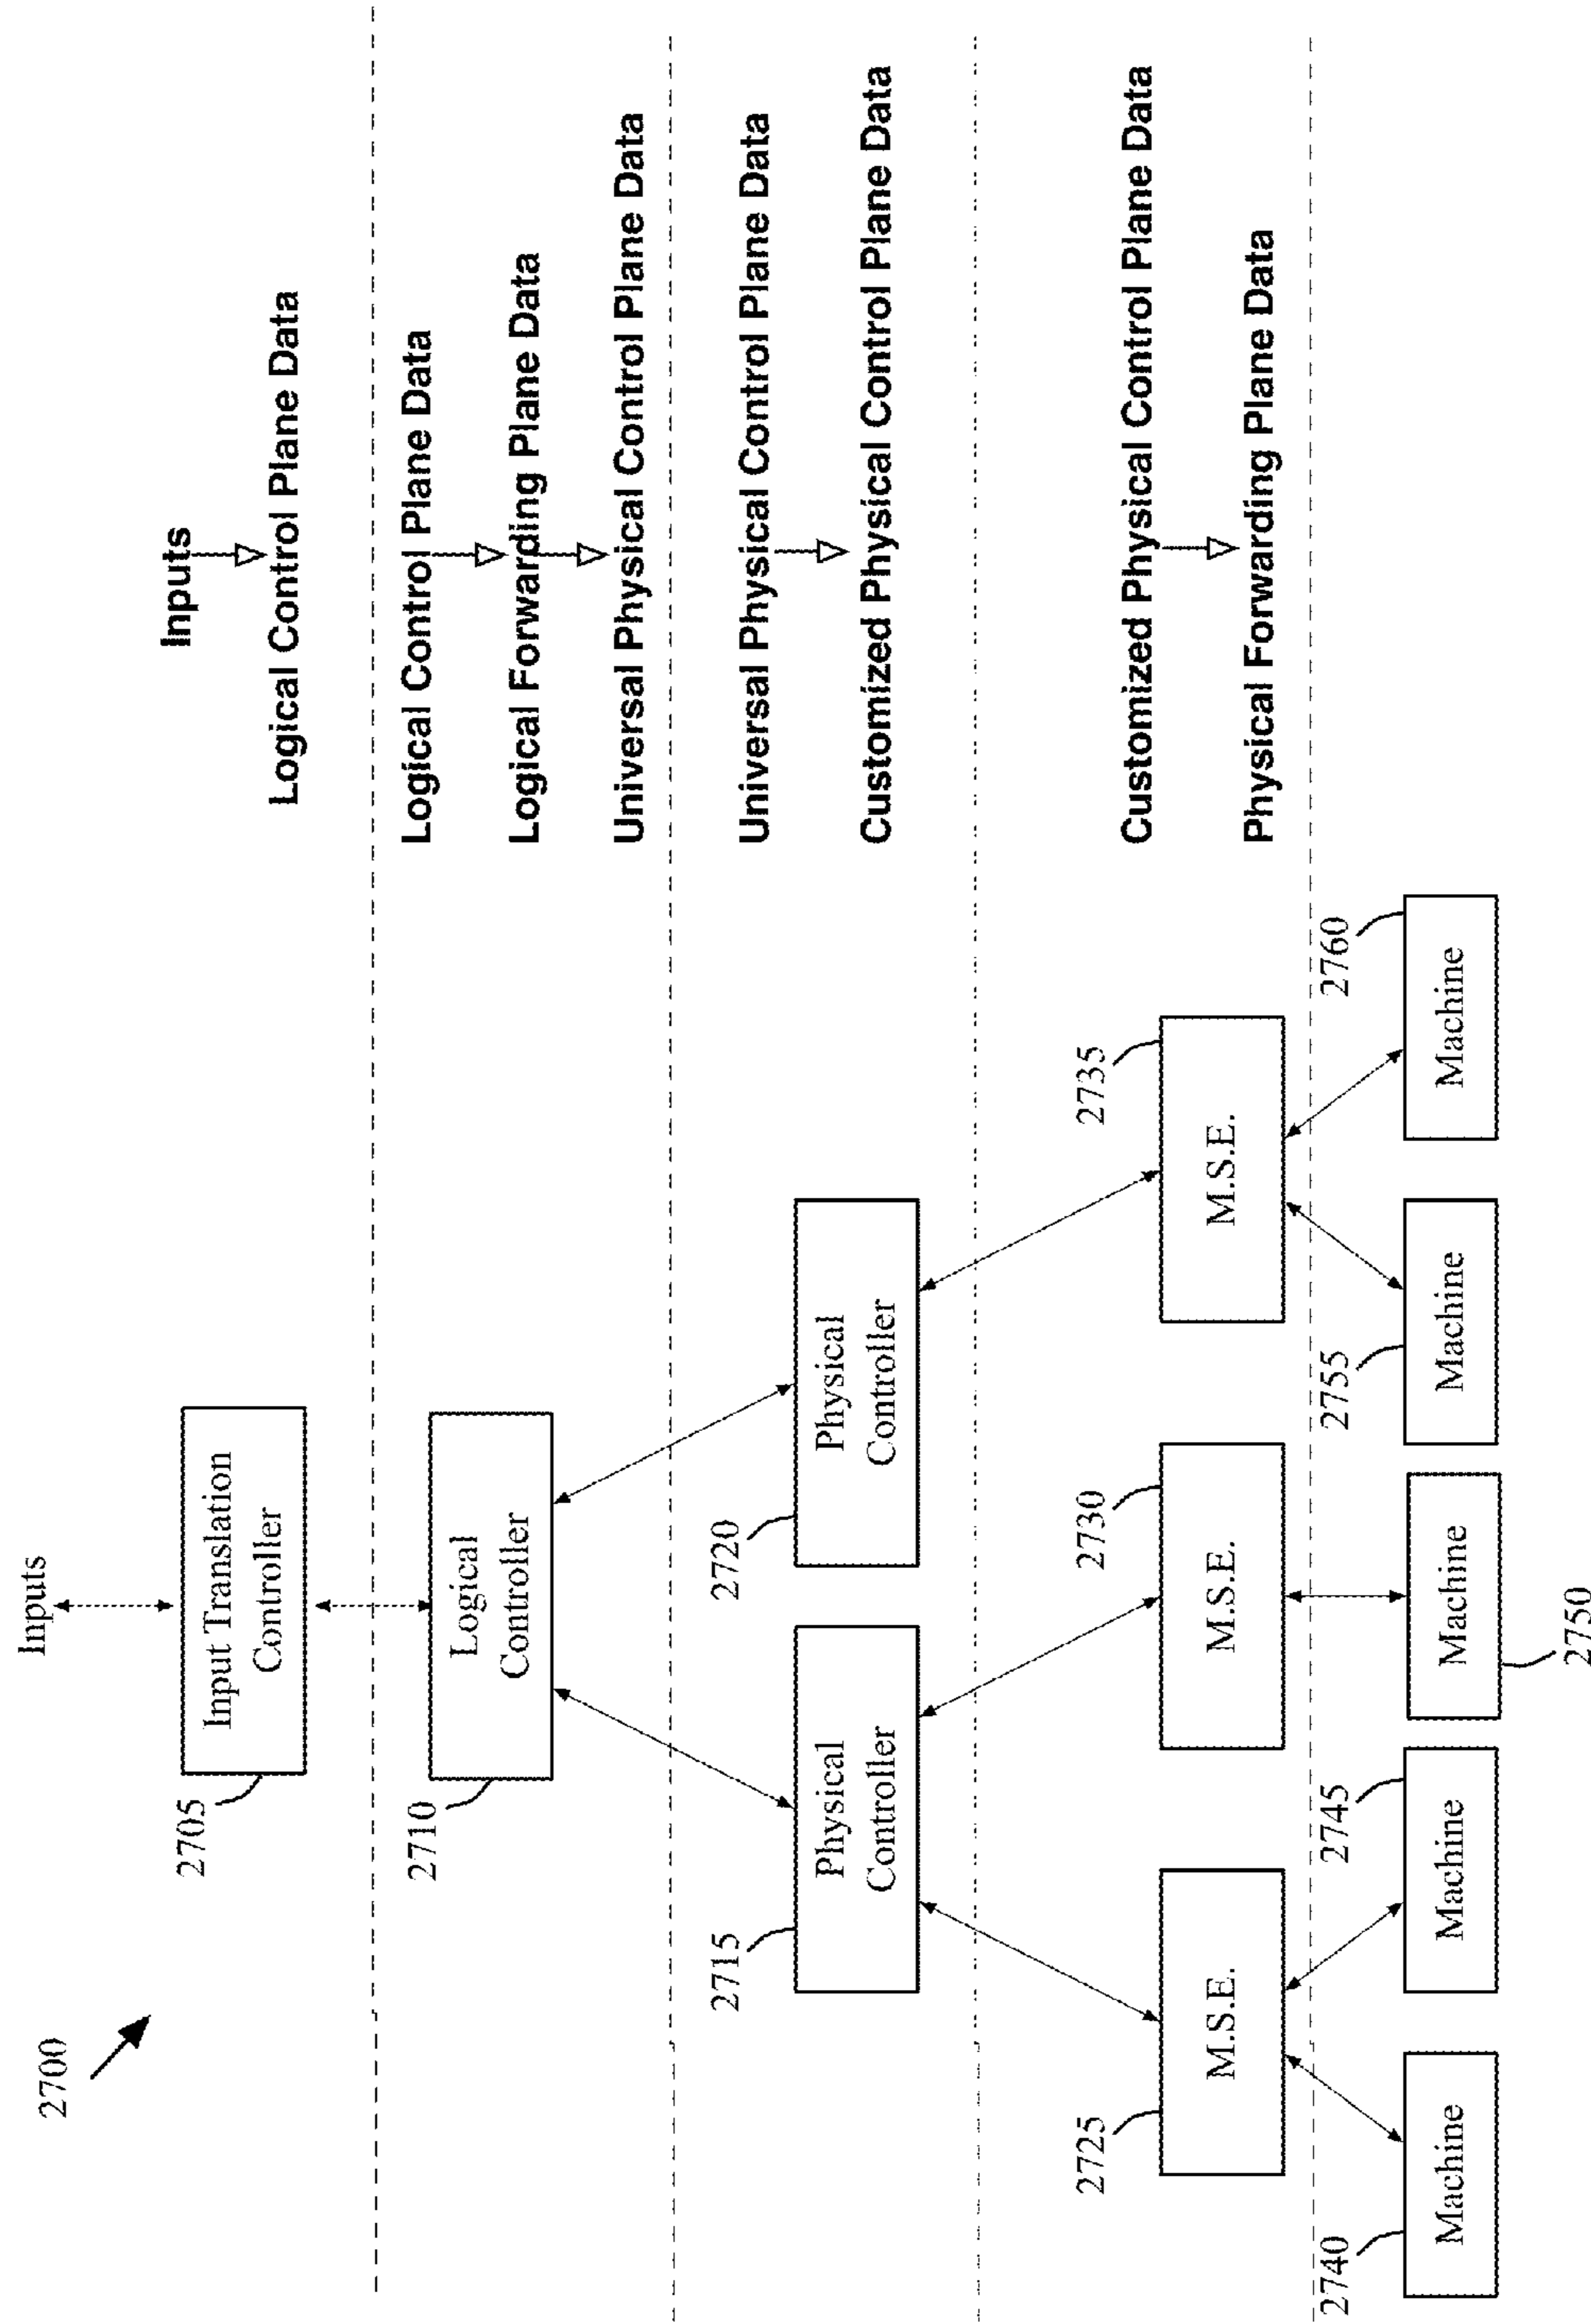 2700
Inputs
Input Translation
Controller
2705
Inputs
Logical Control Plane Data
Logical
Controller
2710
Logical Control Plane Data
Logical Forwarding Plane Data
Universal Physical Control Plane Data
2715
Physical
Controller
2720
Physical
Controller
Universal Physical Control Plane Data
Customized Physical Control Plane Data
2725
M.S.E.
2730
M.S.E.
2735
M.S.E.
Customized Physical Control Plane Data
Physical Forwarding Plane Data
2740
Machine
2745
Machine
Machine
2750
2755
Machine
2760
Machine